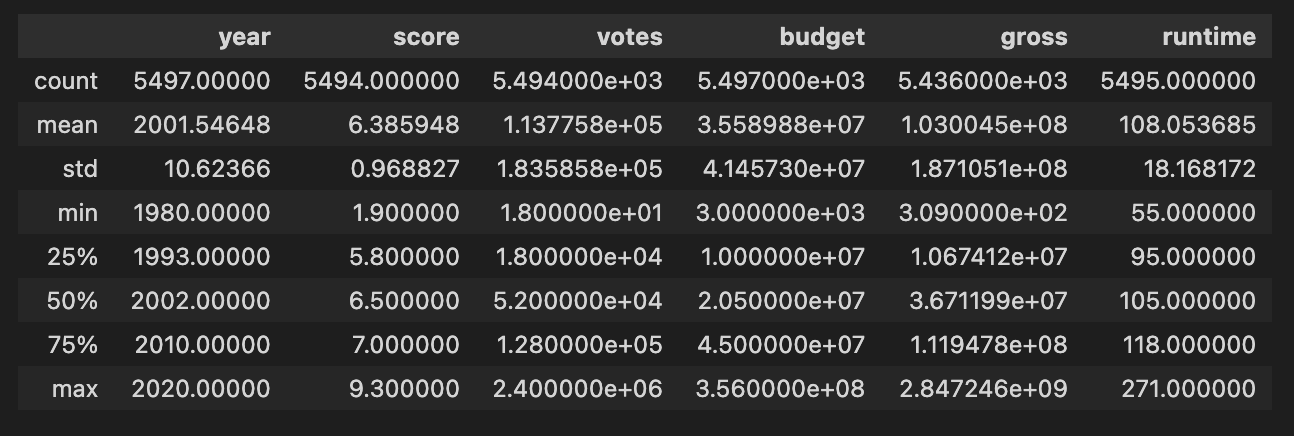 year score votes budget gross runtime
count 5497.00000 5494.000000 5.494000e+03 5.497000e+03 5.436000e+03 5495.000000
mean 2001.54648 6.385948 1.137758e+05 3.558988e+07 1.030045e+08 108.053685
std 10.62366 0.968827 1.835858e+05 4.145730e+07 1.871051e+08 18.168172
min 1980.00000 1.900000 1.800000e+01 3.000000e+03 3.090000e+02 55.000000
25% 1993.00000 5.800000 1.800000e+04 1.000000e+07 1.067412e+07 95.000000
50% 2002.00000 6.500000 5.200000e+04 2.050000e+07 3.671199e+07 105.000000
75% 2010.00000 7.000000 1.280000e+05 4.500000e+07 1.119478e+08 118.000000
max 2020.00000 9.300000 2.400000e+06 3.560000e+08 2.847246e+09 271.000000